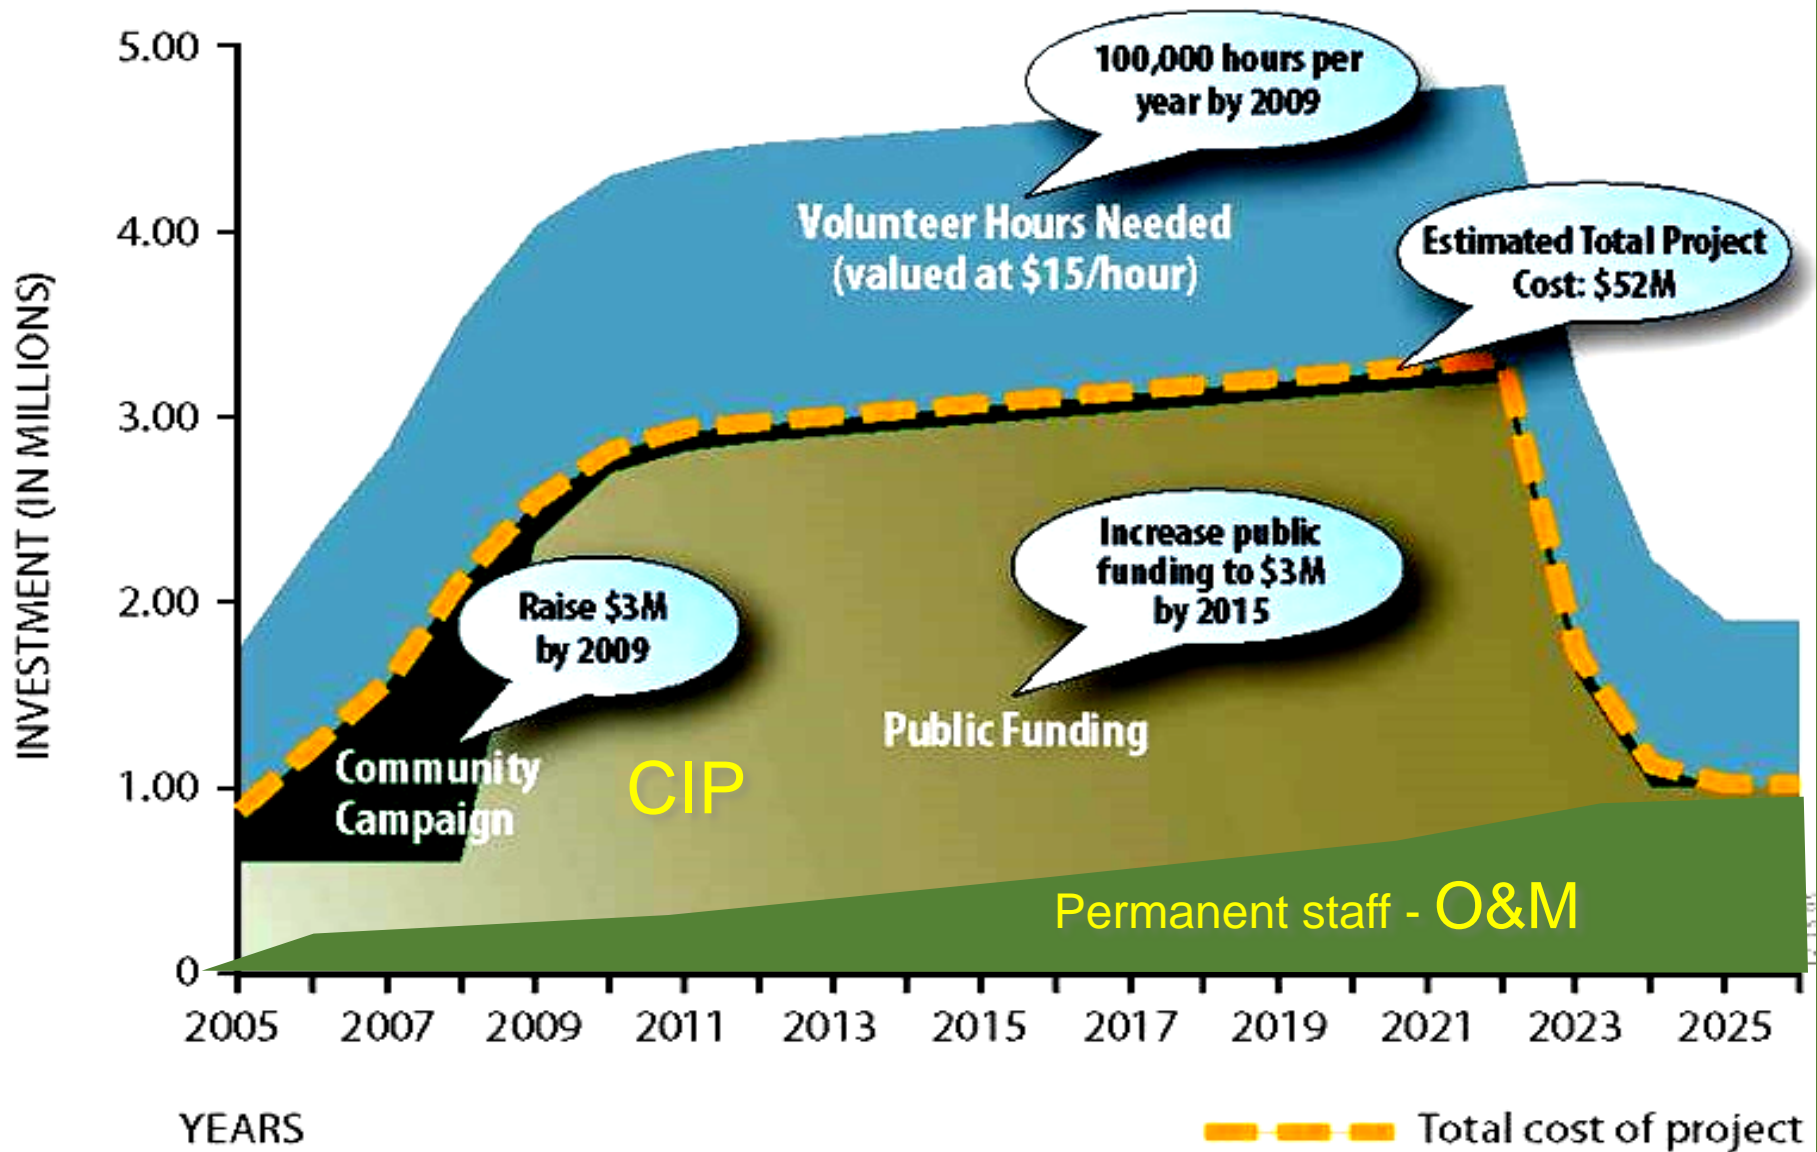 INVESTMENT (IN MILLIONS)
5.00
4.00
3.00
2.00
1.00
0
100,000 hours per
year by 2009
Volunteer Hours Needed
(valued at $15/hour)
Estimated Total Project
Cost: $52M
Increase public
funding to $3M
by 2015
Raise $3M
by 2009
Public Funding
Community
Campaign
CIP
Permanent staff - O&M
2005 2007 2009 2011 2013 2015 2017 2019 2021 2023 2025
YEARS
Total cost of project